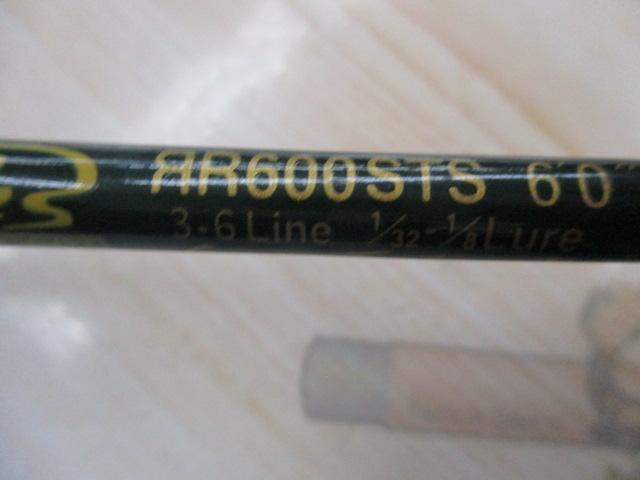 ЯR600STS 6'0"
3-6 Line 1/32-1/8 Lure